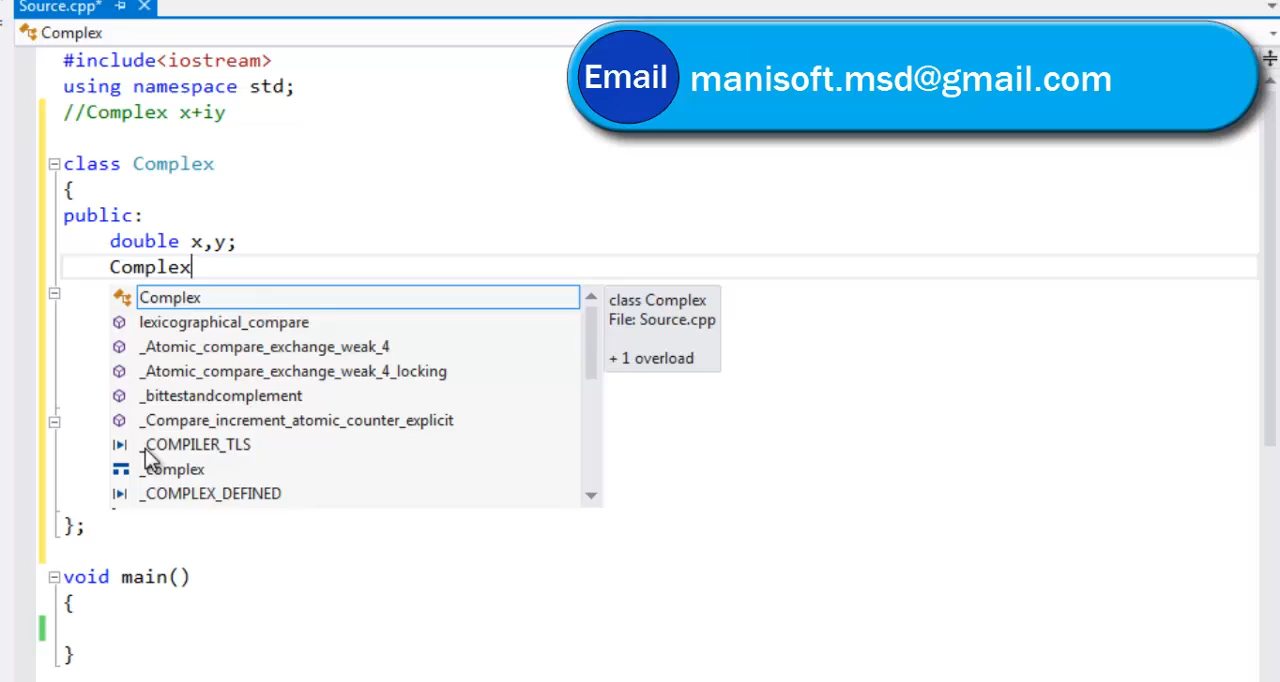 Source.cpp*
Complex
Email manisoft.msd@gmail.com
#include<iostream>
using namespace std;
//Complex x+iy
class Complex
{
public:
double x,y;
Complex
Complex
lexicographical_compare
_Atomic_compare_exchange_weak_4
_Atomic_compare_exchange_weak_4_locking
_bittestandcomplement
_Compare_increment_atomic_counter_explicit
_COMPILER_TLS
_complex
_COMPLEX_DEFINED
class Complex
File: Source.cpp
+ 1 overload
};
void main()
{
}